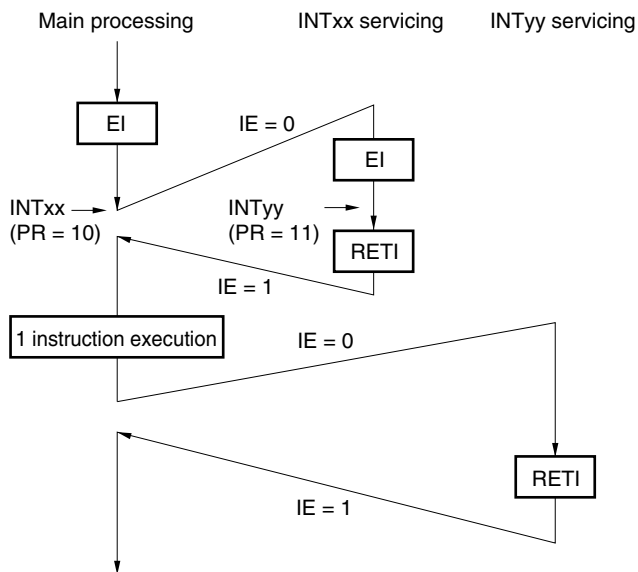 Main processing
INTxx servicing
INTyy servicing
EI
IE = 0
EI
INTxx
(PR = 10)
INTyy
(PR = 11)
RETI
IE = 1
1 instruction execution
IE = 0
RETI
IE = 1